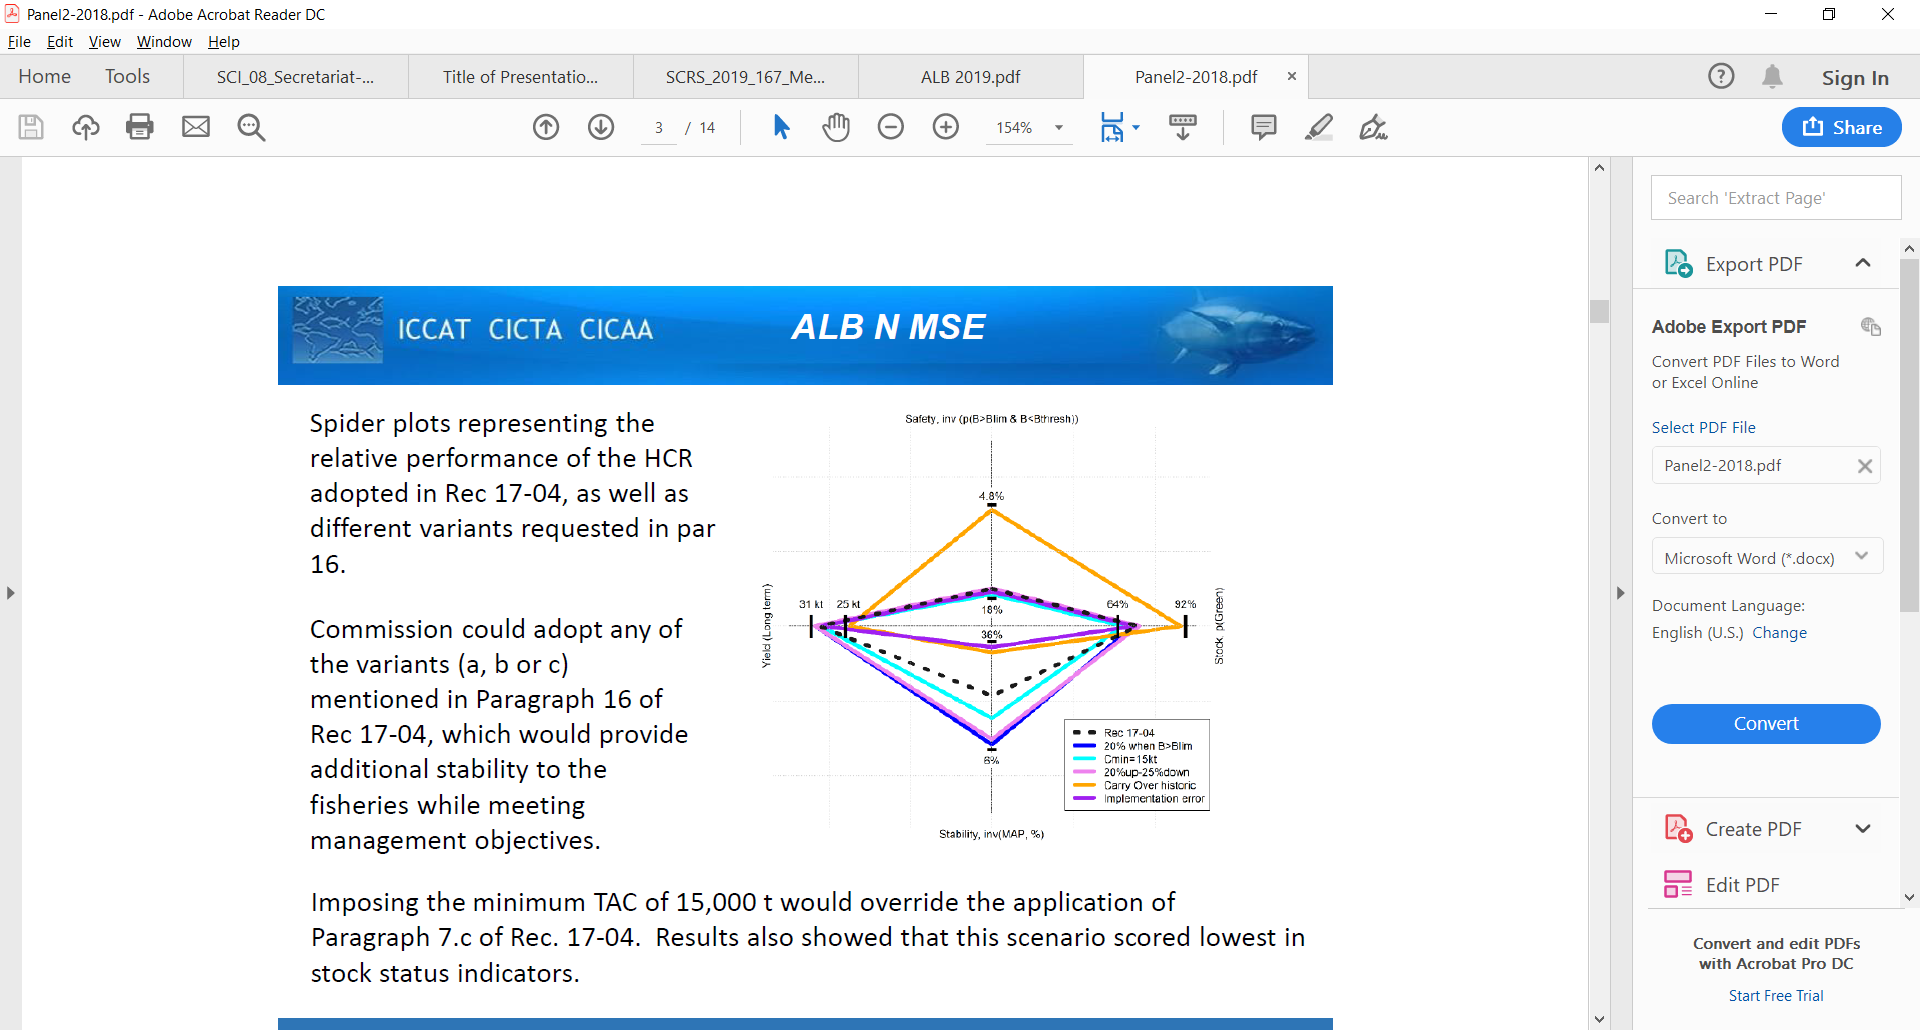 Panel2-2018.pdf - Adobe Acrobat Reader DC
File Edit View Window Help
Home Tools SCI_08_Secretariat-... Title of Presentatio... SCRS_2019_167_Me... ALB 2019.pdf Panel2-2018.pdf × ? Sign In
3 / 14 154% Share
Search 'Extract Page'
Export PDF
Adobe Export PDF
Convert PDF Files to Word
or Excel Online
Select PDF File
Panel2-2018.pdf
Convert to
Microsoft Word (*.docx)
Document Language:
English (U.S.) Change
Convert
Create PDF
Edit PDF
Convert and edit PDFs
with Acrobat Pro DC
Start Free Trial
ICCAT CICTA CICAA ALB N MSE
Spider plots representing the
relative performance of the HCR
adopted in Rec 17-04, as well as
different variants requested in par
16.
Commission could adopt any of
the variants (a, b or c)
mentioned in Paragraph 16 of
Rec 17-04, which would provide
additional stability to the
fisheries while meeting
management objectives.
Safety, inv (p(B>Blim & B<Bthresh))
4.8%
31 kt 25 kt 64% 92%
18%
36%
6%
Yield (Long term)
Stock p(Green)
Stability, inv(MAP, %)
Rec 17-04
20% when B>Blim
Cmin=15kt
20%up-25%down
Carry Over historic
Implementation error
Imposing the minimum TAC of 15,000 t would override the application of
Paragraph 7.c of Rec. 17-04. Results also showed that this scenario scored lowest in
stock status indicators.